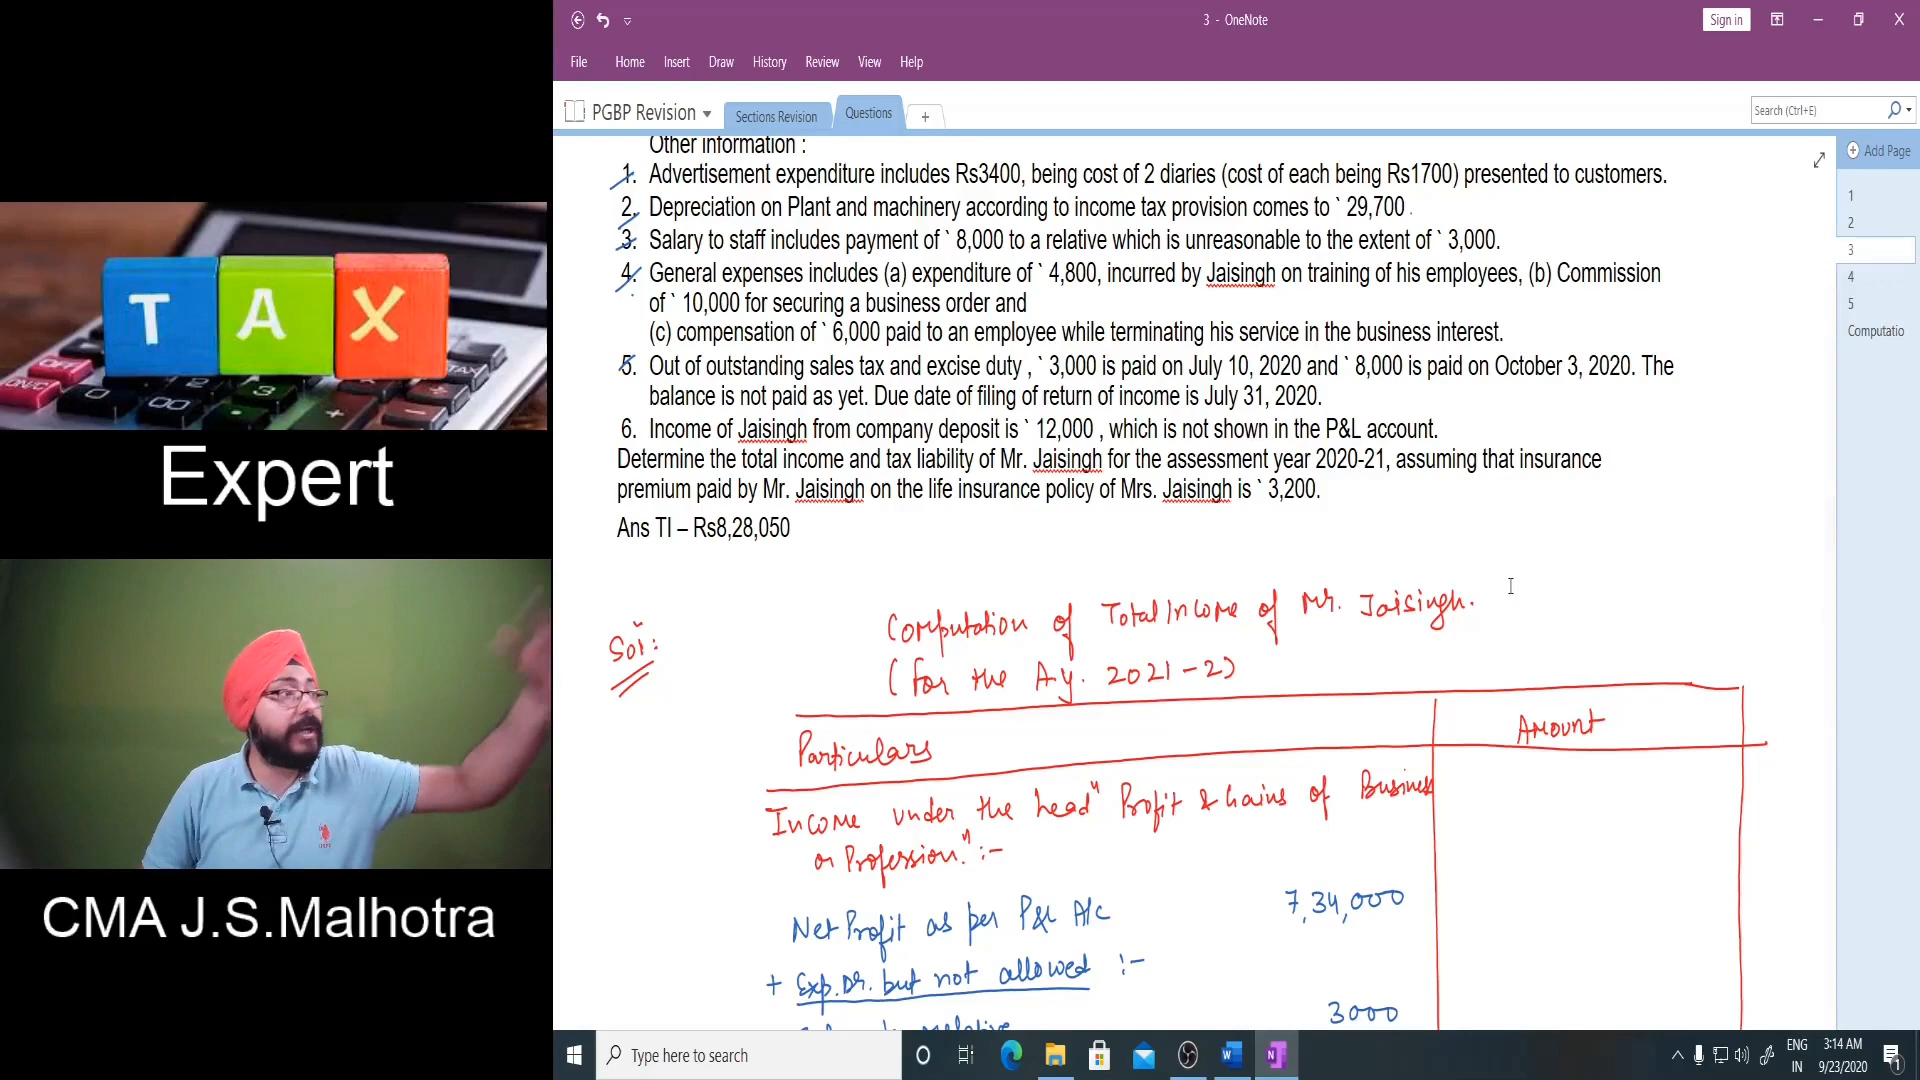 3 - OneNote
Sign in
File Home Insert Draw History Review View Help
PGBP Revision Sections Revision Questions +
Search (Ctrl+E)
Add Page
1
2
3
4
5
Computatio
Other information :
1. Advertisement expenditure includes Rs3400, being cost of 2 diaries (cost of each being Rs1700) presented to customers.
2. Depreciation on Plant and machinery according to income tax provision comes to ` 29,700 .
3. Salary to staff includes payment of ` 8,000 to a relative which is unreasonable to the extent of ` 3,000.
4. General expenses includes (a) expenditure of ` 4,800, incurred by Jaisingh on training of his employees, (b) Commission
of ` 10,000 for securing a business order and
(c) compensation of ` 6,000 paid to an employee while terminating his service in the business interest.
5. Out of outstanding sales tax and excise duty , ` 3,000 is paid on July 10, 2020 and ` 8,000 is paid on October 3, 2020. The
balance is not paid as yet. Due date of filing of return of income is July 31, 2020.
6. Income of Jaisingh from company deposit is ` 12,000 , which is not shown in the P&L account.
Determine the total income and tax liability of Mr. Jaisingh for the assessment year 2020-21, assuming that insurance
premium paid by Mr. Jaisingh on the life insurance policy of Mrs. Jaisingh is ` 3,200.
Ans TI – Rs8,28,050
Sol:
Computation of Total Income of Mr. Jaisingh.
(for the A.y. 2021-22)
Particulars Amount
Income under the head "Profit & Gains of Business
or Profession" :-
Net Profit as per P&L A/c 7,34,000
+ Exp. Dr. but not allowed :-
relative 3000
TAX
Expert
CMA J.S.Malhotra
Type here to search
ENG
IN
3:14 AM
9/23/2020
1